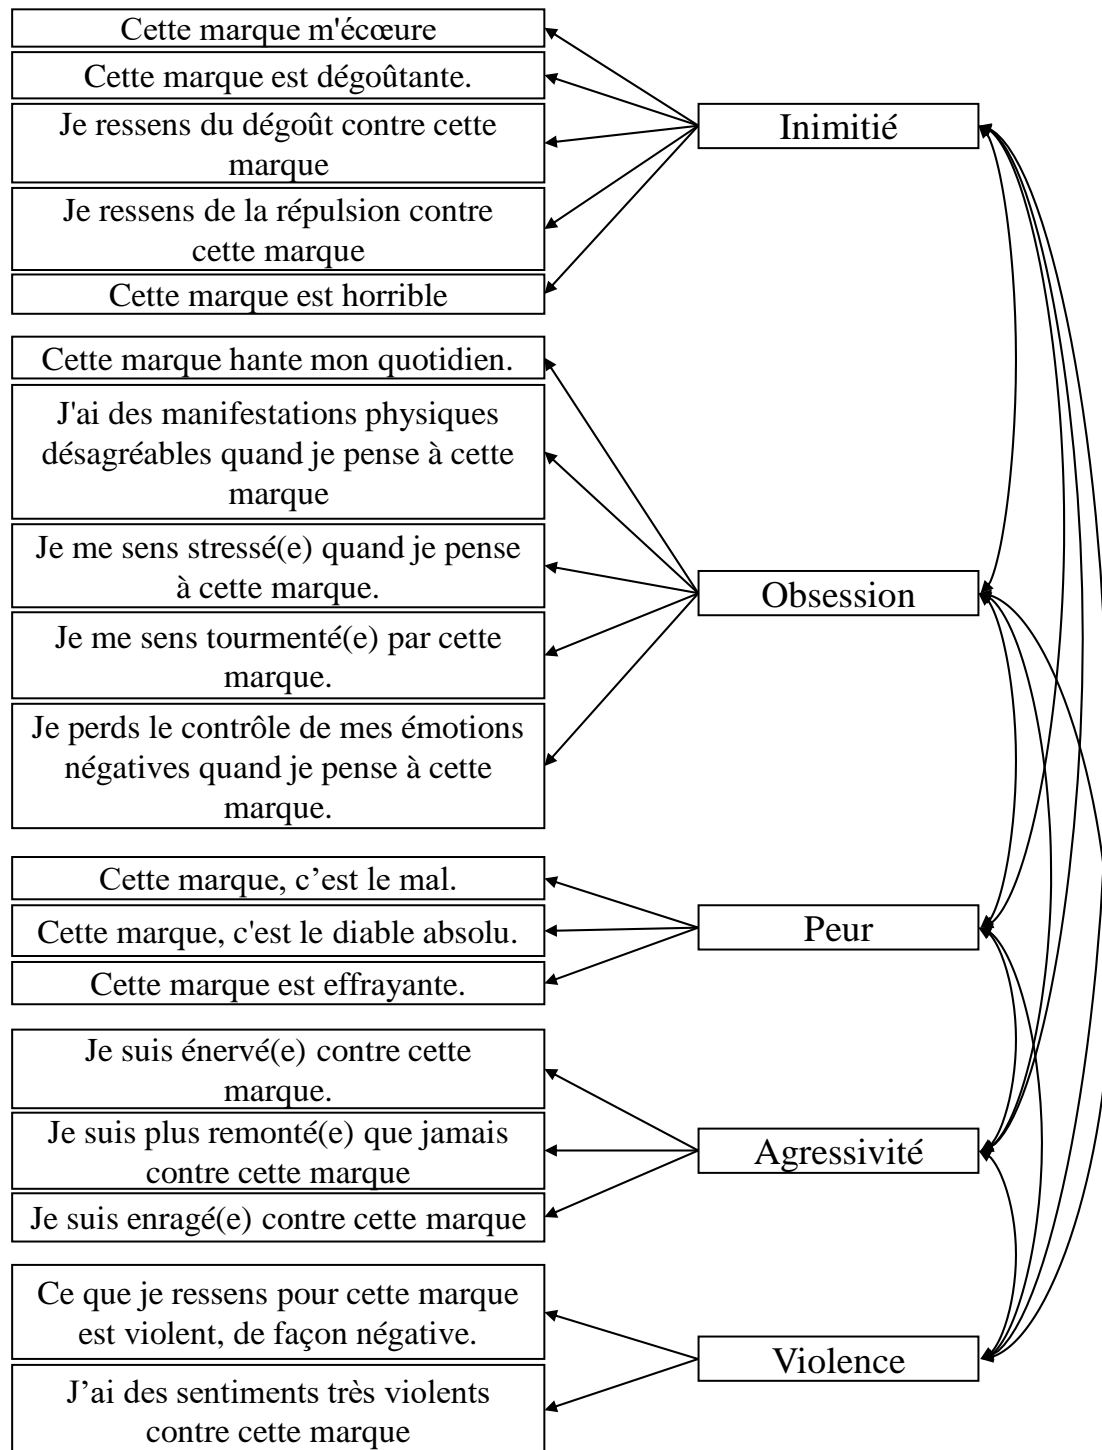 Cette marque m'écœure
Cette marque est dégoûtante.
Je ressens du dégoût contre cette
marque
Je ressens de la répulsion contre
cette marque
Cette marque est horrible
Inimitié
Cette marque hante mon quotidien.
J'ai des manifestations physiques
désagréables quand je pense à cette
marque
Je me sens stressé(e) quand je pense
à cette marque.
Je me sens tourmenté(e) par cette
marque.
Je perds le contrôle de mes émotions
négatives quand je pense à cette
marque.
Obsession
Cette marque, c’est le mal.
Cette marque, c'est le diable absolu.
Cette marque est effrayante.
Peur
Je suis énervé(e) contre cette
marque.
Je suis plus remonté(e) que jamais
contre cette marque
Je suis enragé(e) contre cette marque
Agressivité
Ce que je ressens pour cette marque
est violent, de façon négative.
J’ai des sentiments très violents
contre cette marque
Violence